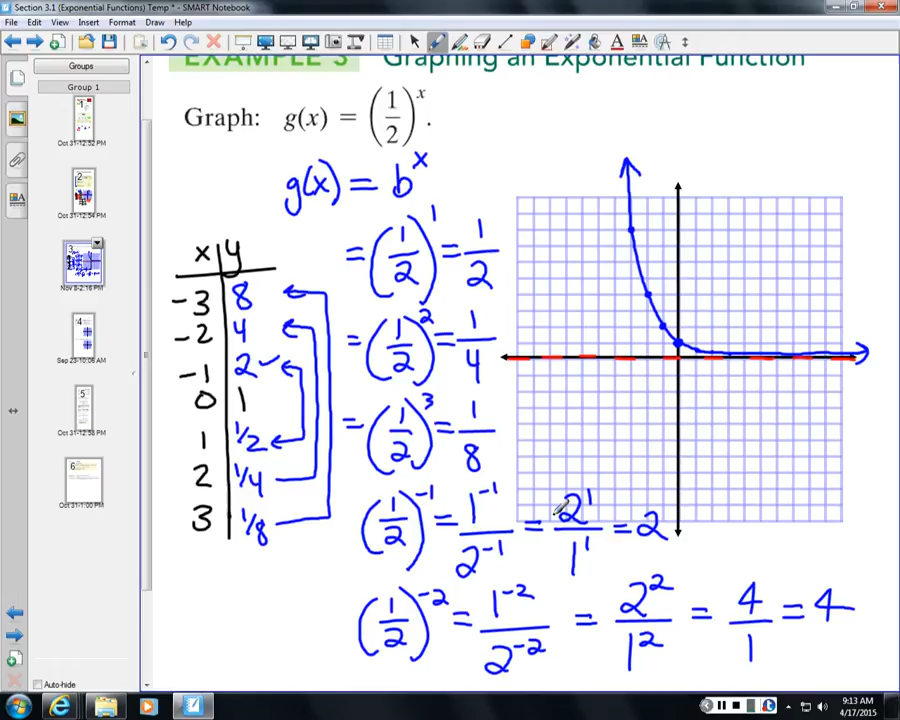 Section 3.1 (Exponential Functions) Temp * - SMART Notebook
File Edit View Insert Format Draw Help
Groups
Group 1
1
Oct 31-12:52 PM
2
Oct 31-12:54 PM
3
Nov 8-2:16 PM
4
Sep 23-10:06 AM
5
Oct 31-12:58 PM
6
Oct 31-1:00 PM
Auto-hide
EXAMPLE 3 Graphing an Exponential Function
Graph: g(x) = (1/2)^x.
g(x) = b^x
= (1/2)^1 = 1/2
= (1/2)^2 = 1/4
= (1/2)^3 = 1/8
x y
-3 8
-2 4
-1 2
0 1
1 1/2
2 1/4
3 1/8
(1/2)^-1 = 1^-1/2^-1 = 2^1/1^1 = 2
(1/2)^-2 = 1^-2/2^-2 = 2^2/1^2 = 4/1 = 4
9:13 AM
4/17/2015